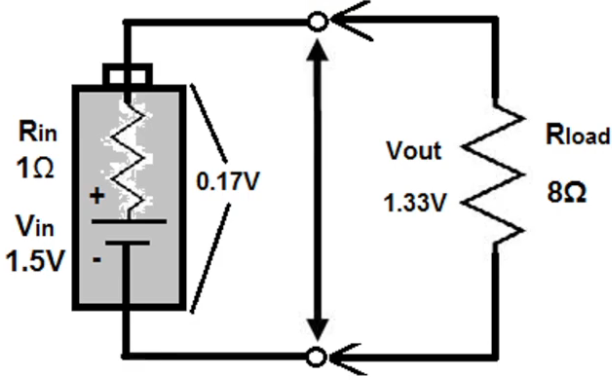 Rin
1Ω
+
Vin
1.5V
-
0.17V
Vout
1.33V
Rload
8Ω